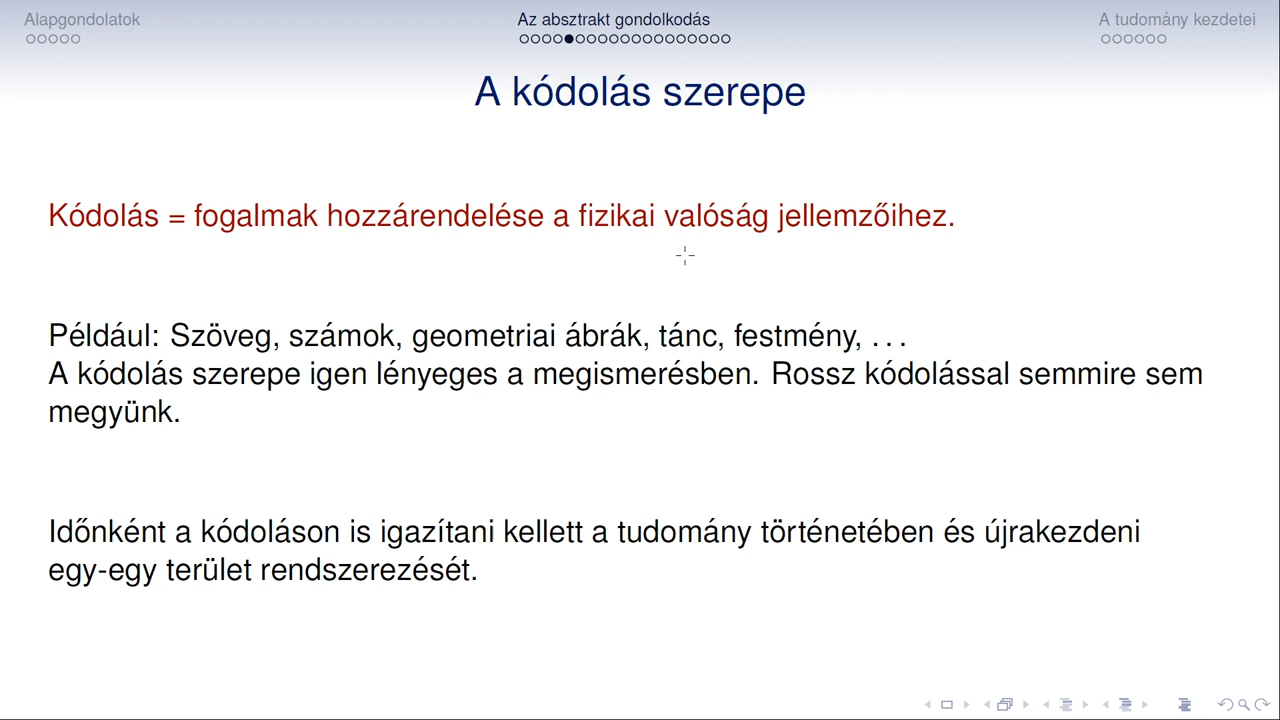 Alapgondolatok
Az absztrakt gondolkodás
A tudomány kezdetei
A kódolás szerepe
Kódolás = fogalmak hozzárendelése a fizikai valóság jellemzőihez.
Például: Szöveg, számok, geometriai ábrák, tánc, festmény, . . .
A kódolás szerepe igen lényeges a megismerésben. Rossz kódolással semmire sem
megyünk.
Időnként a kódoláson is igazítani kellett a tudomány történetében és újrakezdeni
egy-egy terület rendszerezését.